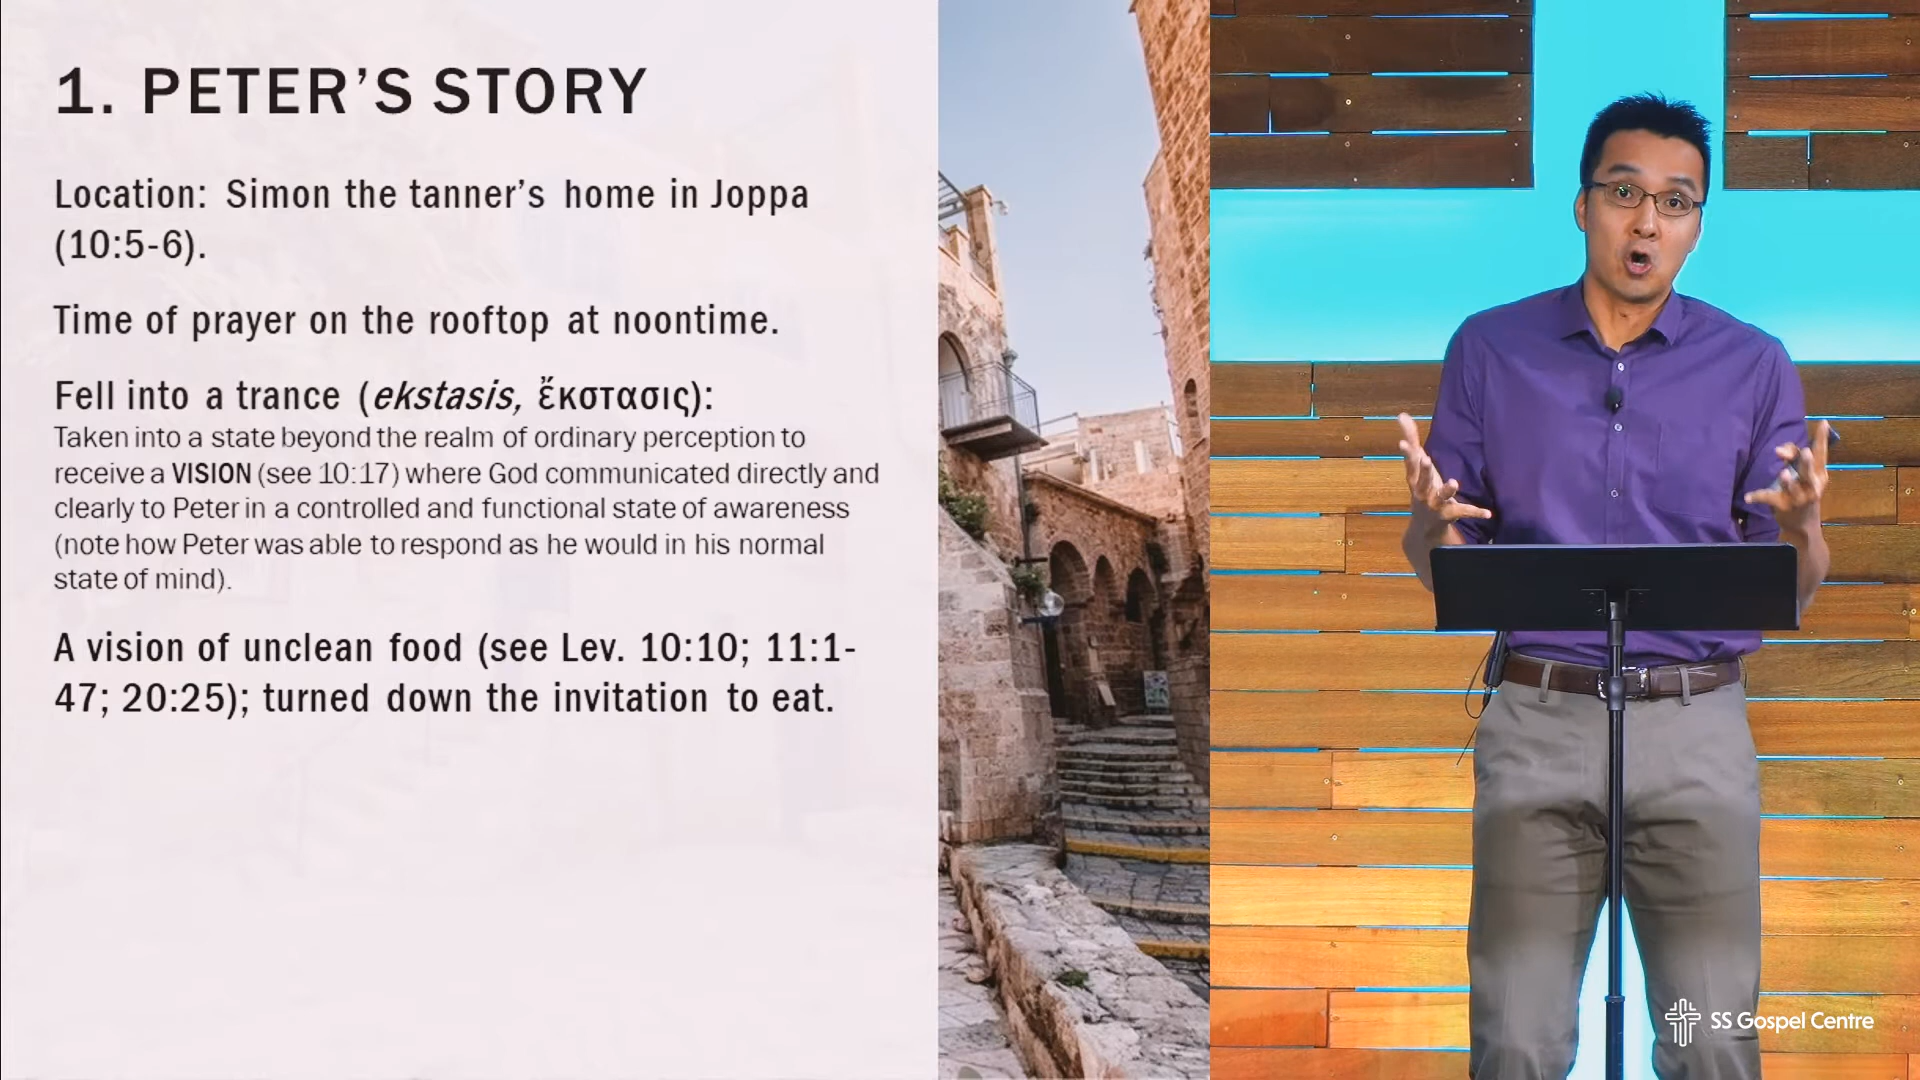 1. PETER’S STORY
Location: Simon the tanner’s home in Joppa
(10:5-6).
Time of prayer on the rooftop at noontime.
Fell into a trance (ekstasis, ἔκστασις):
Taken into a state beyond the realm of ordinary perception to
receive a VISION (see 10:17) where God communicated directly and
clearly to Peter in a controlled and functional state of awareness
(note how Peter was able to respond as he would in his normal
state of mind).
A vision of unclean food (see Lev. 10:10; 11:1-
47; 20:25); turned down the invitation to eat.
SS Gospel Centre